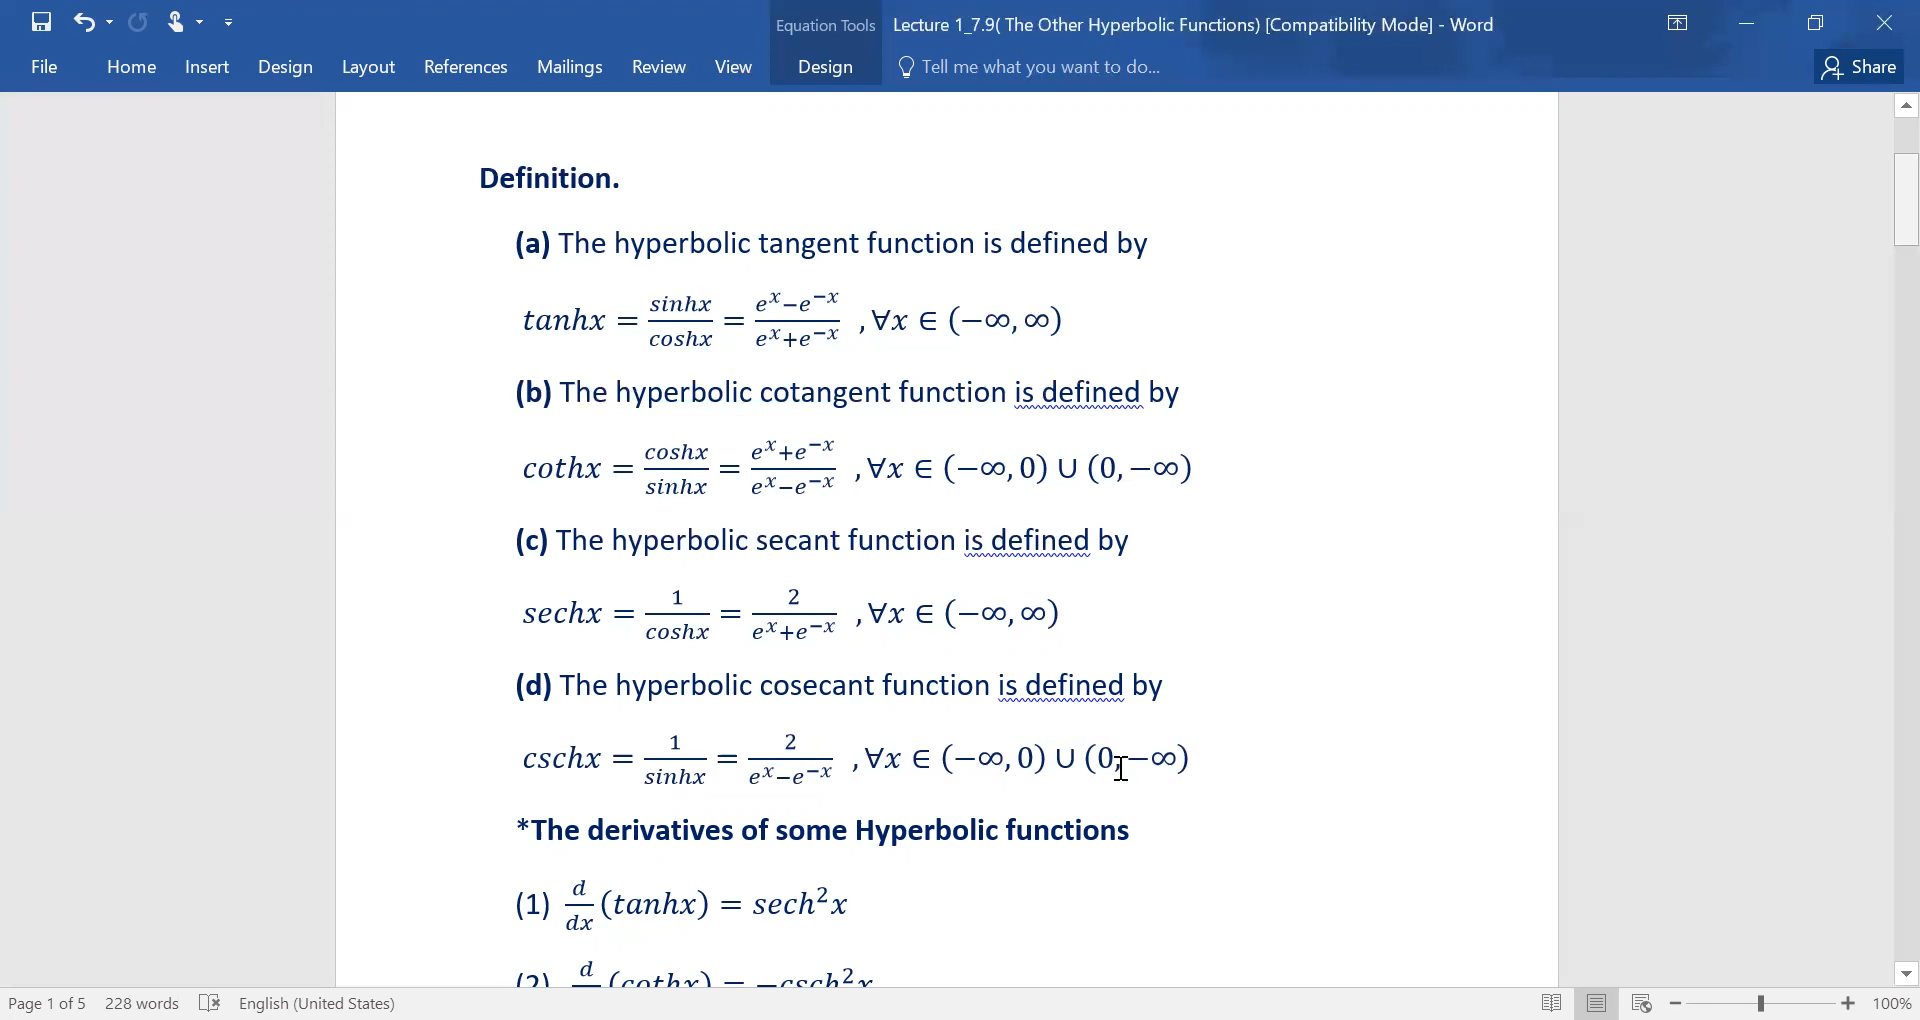 Equation Tools Lecture 1_7.9( The Other Hyperbolic Functions) [Compatibility Mode] - Word
File Home Insert Design Layout References Mailings Review View Design Tell me what you want to do... Share
Definition.
(a) The hyperbolic tangent function is defined by
tanhx = sinhx/coshx = (e^x−e^−x)/(e^x+e^−x) , ∀x ∈ (−∞, ∞)
(b) The hyperbolic cotangent function is defined by
cothx = coshx/sinhx = (e^x+e^−x)/(e^x−e^−x) , ∀x ∈ (−∞, 0) ∪ (0, −∞)
(c) The hyperbolic secant function is defined by
sechx = 1/coshx = 2/(e^x+e^−x) , ∀x ∈ (−∞, ∞)
(d) The hyperbolic cosecant function is defined by
cschx = 1/sinhx = 2/(e^x−e^−x) , ∀x ∈ (−∞, 0) ∪ (0, −∞)
*The derivatives of some Hyperbolic functions
(1) d/dx (tanhx) = sech²x
(2) d (cothx) = −csch²x
Page 1 of 5 228 words English (United States) 100%